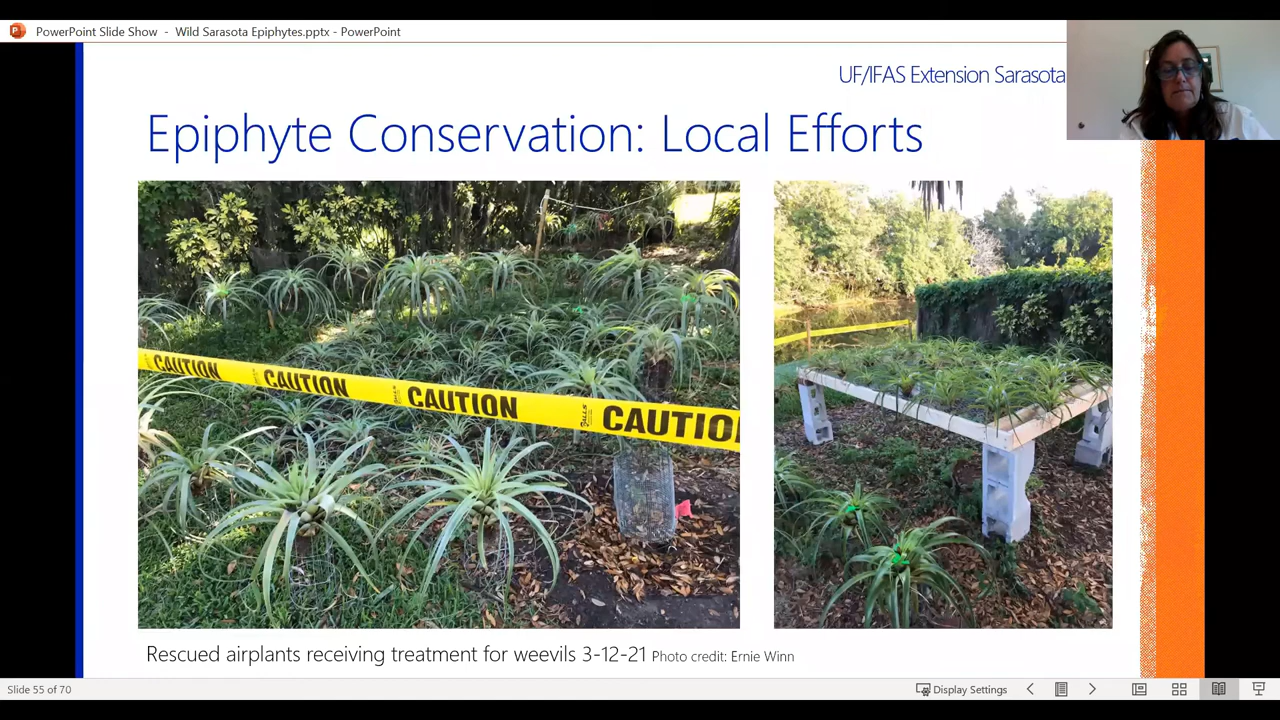 PowerPoint Slide Show - Wild Sarasota Epiphytes.pptx - PowerPoint
UF/IFAS Extension Sarasota
Epiphyte Conservation: Local Efforts
CAUTION CAUTION CAUTION CAUTIO
Rescued airplants receiving treatment for weevils 3-12-21 Photo credit: Ernie Winn
Slide 55 of 70
Display Settings